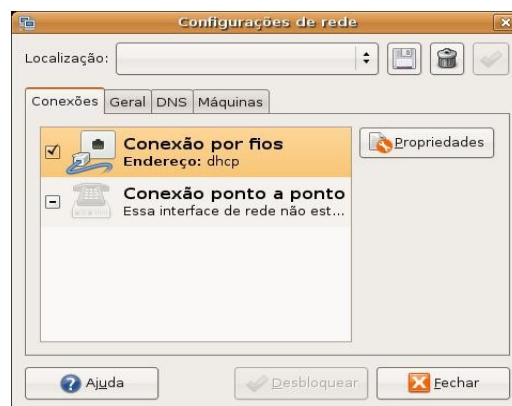 Configurações de rede
Localização:
Conexões Geral DNS Máquinas
Conexão por fios
Endereço: dhcp
Propriedades
Conexão ponto a ponto
Essa interface de rede não est...
Ajuda Desbloquear Fechar